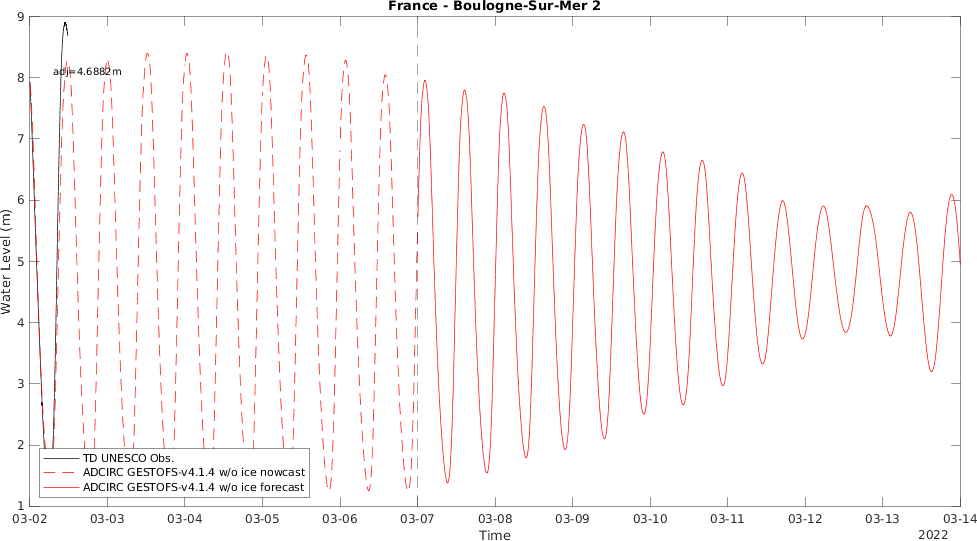 France - Boulogne-Sur-Mer 2
9
8
7
6
5
4
3
2
1
Water Level (m)
adj=4.6882m
TD UNESCO Obs.
ADCIRC GESTOFS-v4.1.4 w/o ice nowcast
ADCIRC GESTOFS-v4.1.4 w/o ice forecast
03-02 03-03 03-04 03-05 03-06 03-07 03-08 03-09 03-10 03-11 03-12 03-13 03-14
Time
2022